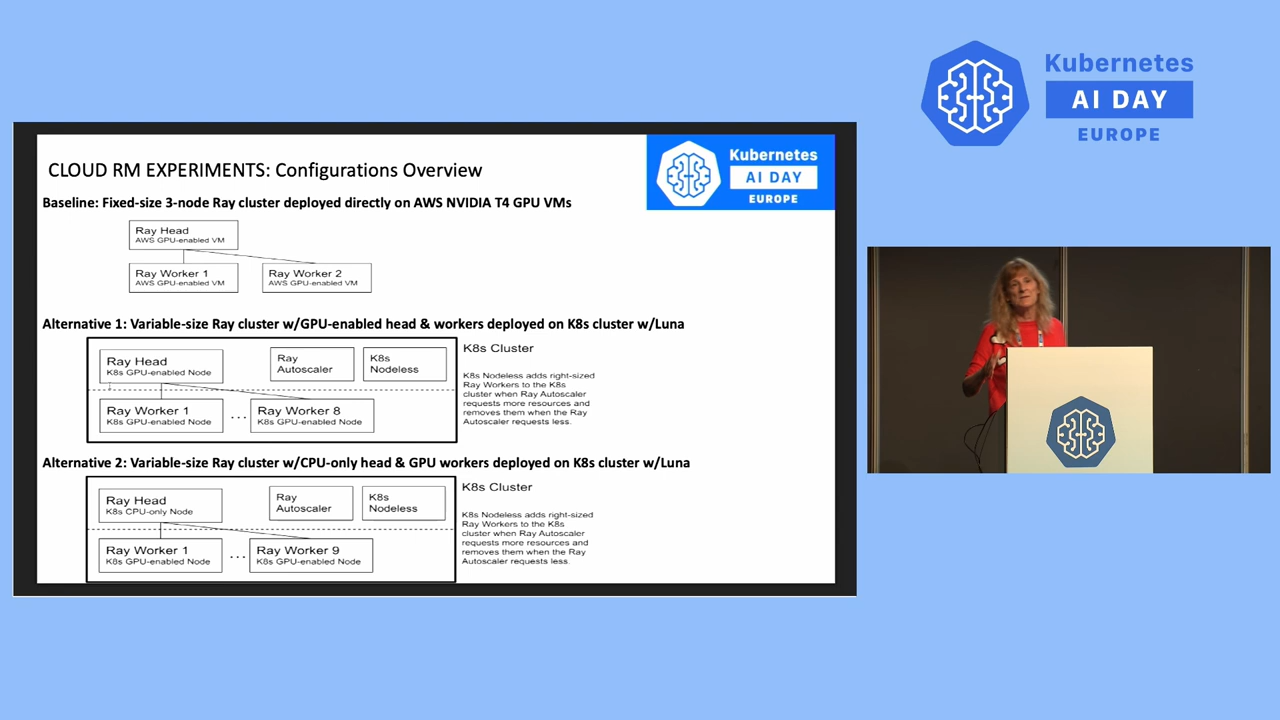 Kubernetes
AI DAY
EUROPE
CLOUD RM EXPERIMENTS: Configurations Overview
Kubernetes
AI DAY
EUROPE
Baseline: Fixed-size 3-node Ray cluster deployed directly on AWS NVIDIA T4 GPU VMs
Ray Head
AWS GPU-enabled VM
Ray Worker 1
AWS GPU-enabled VM
Ray Worker 2
AWS GPU-enabled VM
Alternative 1: Variable-size Ray cluster w/GPU-enabled head & workers deployed on K8s cluster w/Luna
Ray Head
K8s GPU-enabled Node
Ray
Autoscaler
K8s
Nodeless
Ray Worker 1
K8s GPU-enabled Node
...
Ray Worker 8
K8s GPU-enabled Node
K8s Cluster
K8s Nodeless adds right-sized
Ray Workers to the K8s
cluster when Ray Autoscaler
requests more resources and
removes them when the Ray
Autoscaler requests less.
Alternative 2: Variable-size Ray cluster w/CPU-only head & GPU workers deployed on K8s cluster w/Luna
Ray Head
K8s CPU-only Node
Ray
Autoscaler
K8s
Nodeless
Ray Worker 1
K8s GPU-enabled Node
...
Ray Worker 9
K8s GPU-enabled Node
K8s Cluster
K8s Nodeless adds right-sized
Ray Workers to the K8s
cluster when Ray Autoscaler
requests more resources and
removes them when the Ray
Autoscaler requests less.